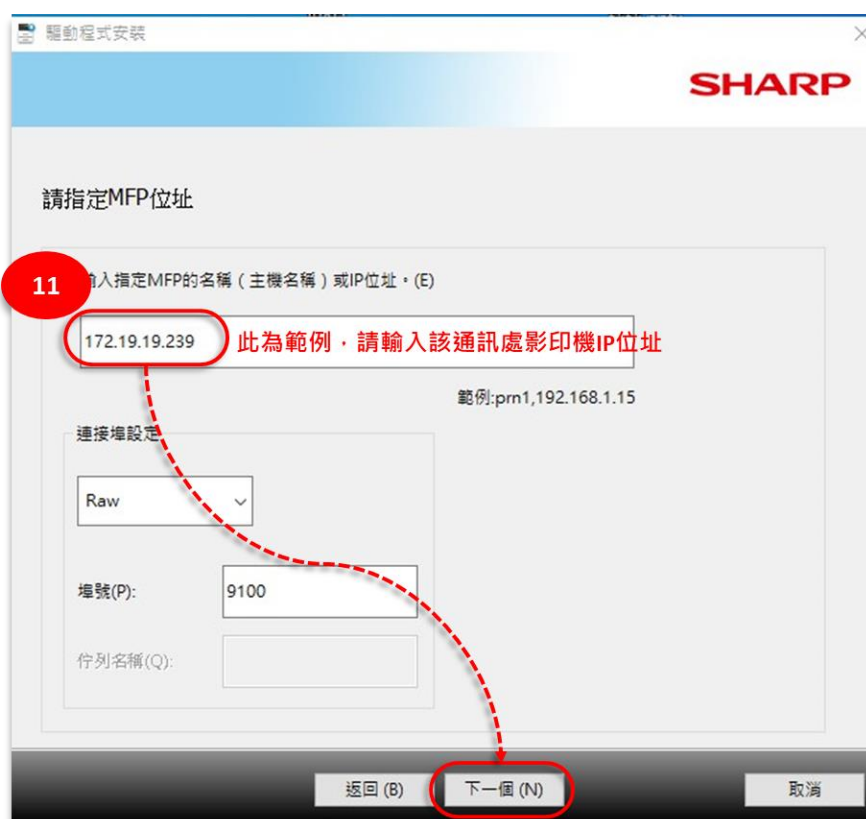 驅動程式安裝
SHARP
請指定MFP位址
11
輸入指定MFP的名稱（主機名稱）或IP位址。(E)
172.19.19.239
此為範例，請輸入該通訊處影印機IP位址
範例:prn1,192.168.1.15
連接埠設定
Raw
埠號(P):
9100
佇列名稱(Q):
返回 (B)
下一個 (N)
取消